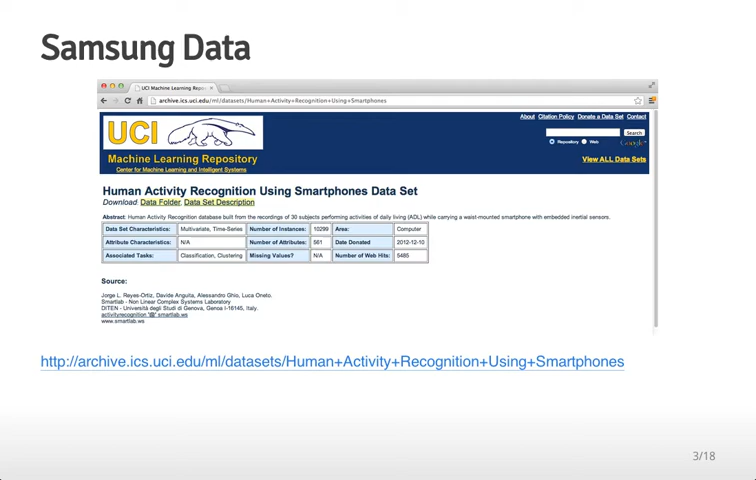 Samsung Data
UCI Machine Learning Repos
archive.ics.uci.edu/ml/datasets/Human+Activity+Recognition+Using+Smartphones
About Citation Policy Donate a Data Set Contact
UCI
Search
Repository Web Google
Machine Learning Repository
View ALL Data Sets
Center for Machine Learning and Intelligent Systems
Human Activity Recognition Using Smartphones Data Set
Download: Data Folder, Data Set Description
Abstract: Human Activity Recognition database built from the recordings of 30 subjects performing activities of daily living (ADL) while carrying a waist-mounted smartphone with embedded inertial sensors.
Data Set Characteristics: Multivariate, Time-Series Number of Instances: 10299 Area: Computer
Attribute Characteristics: N/A Number of Attributes: 561 Date Donated 2012-12-10
Associated Tasks: Classification, Clustering Missing Values? N/A Number of Web Hits: 5485
Source:
Jorge L. Reyes-Ortiz, Davide Anguita, Alessandro Ghio, Luca Oneto.
Smartlab - Non Linear Complex Systems Laboratory
DITEN - Università degli Studi di Genova, Genoa I-16145, Italy.
activityrecognition '@' smartlab.ws
www.smartlab.ws
http://archive.ics.uci.edu/ml/datasets/Human+Activity+Recognition+Using+Smartphones
3/18